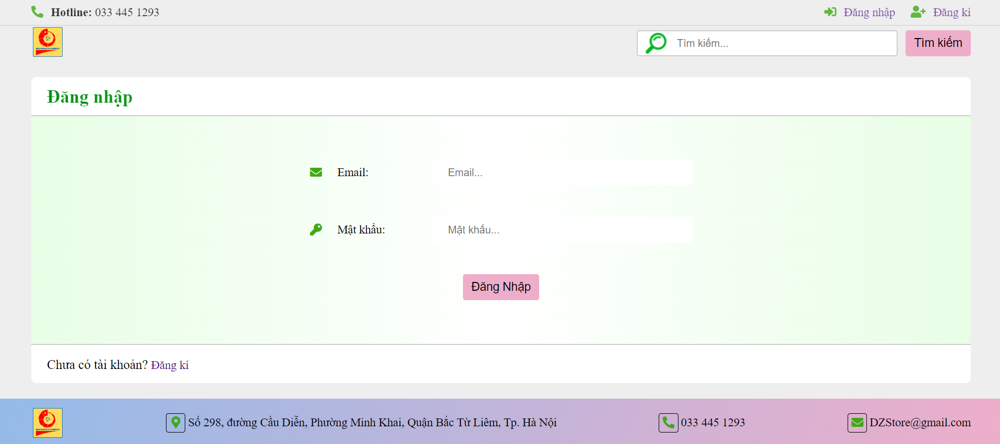 Hotline: 033 445 1293
Đăng nhập
Đăng kí
Tìm kiếm...
Tìm kiếm
Đăng nhập
Email:
Email...
Mật khẩu:
Mật khẩu...
Đăng Nhập
Chưa có tài khoản? Đăng kí
Số 298, đường Cầu Diễn, Phường Minh Khai, Quận Bắc Từ Liêm, Tp. Hà Nội
033 445 1293
DZStore@gmail.com